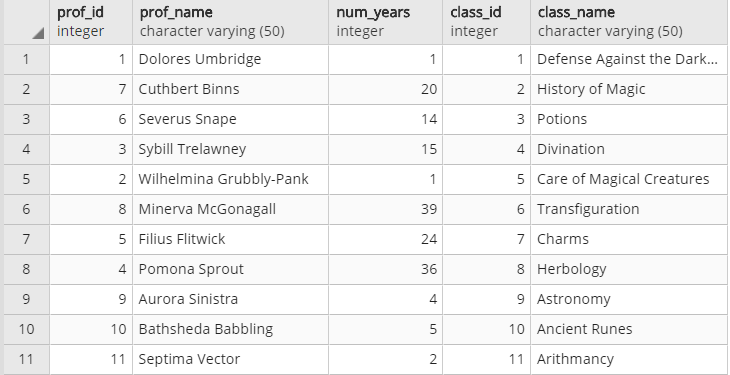 prof_id prof_name num_years class_id class_name
integer character varying (50) integer integer character varying (50)
1 1 Dolores Umbridge 1 1 Defense Against the Dark...
2 7 Cuthbert Binns 20 2 History of Magic
3 6 Severus Snape 14 3 Potions
4 3 Sybill Trelawney 15 4 Divination
5 2 Wilhelmina Grubbly-Pank 1 5 Care of Magical Creatures
6 8 Minerva McGonagall 39 6 Transfiguration
7 5 Filius Flitwick 24 7 Charms
8 4 Pomona Sprout 36 8 Herbology
9 9 Aurora Sinistra 4 9 Astronomy
10 10 Bathsheda Babbling 5 10 Ancient Runes
11 11 Septima Vector 2 11 Arithmancy